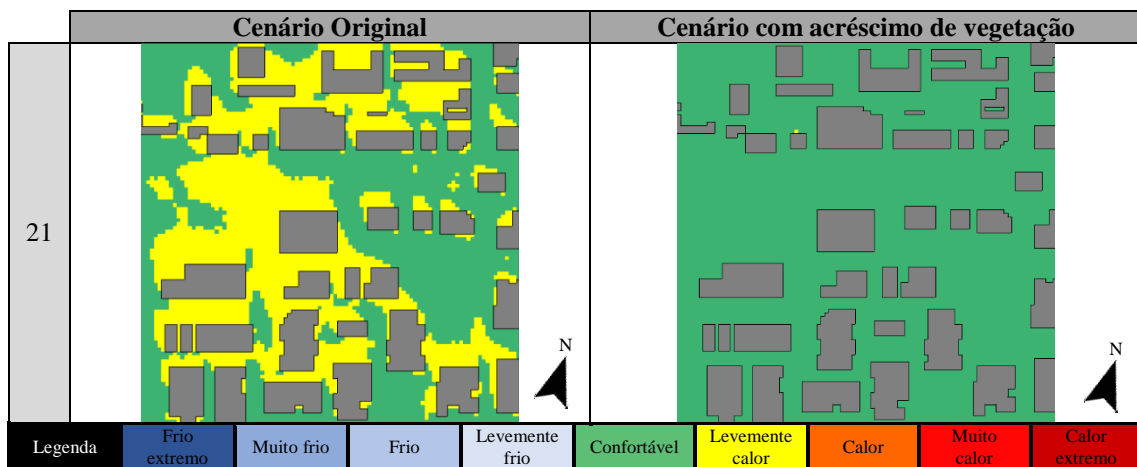 Cenário Original
Cenário com acréscimo de vegetação
21
N
N
Legenda
Frio
extremo
Muito frio
Frio
Levemente
frio
Confortável
Levemente
calor
Calor
Muito
calor
Calor
extremo